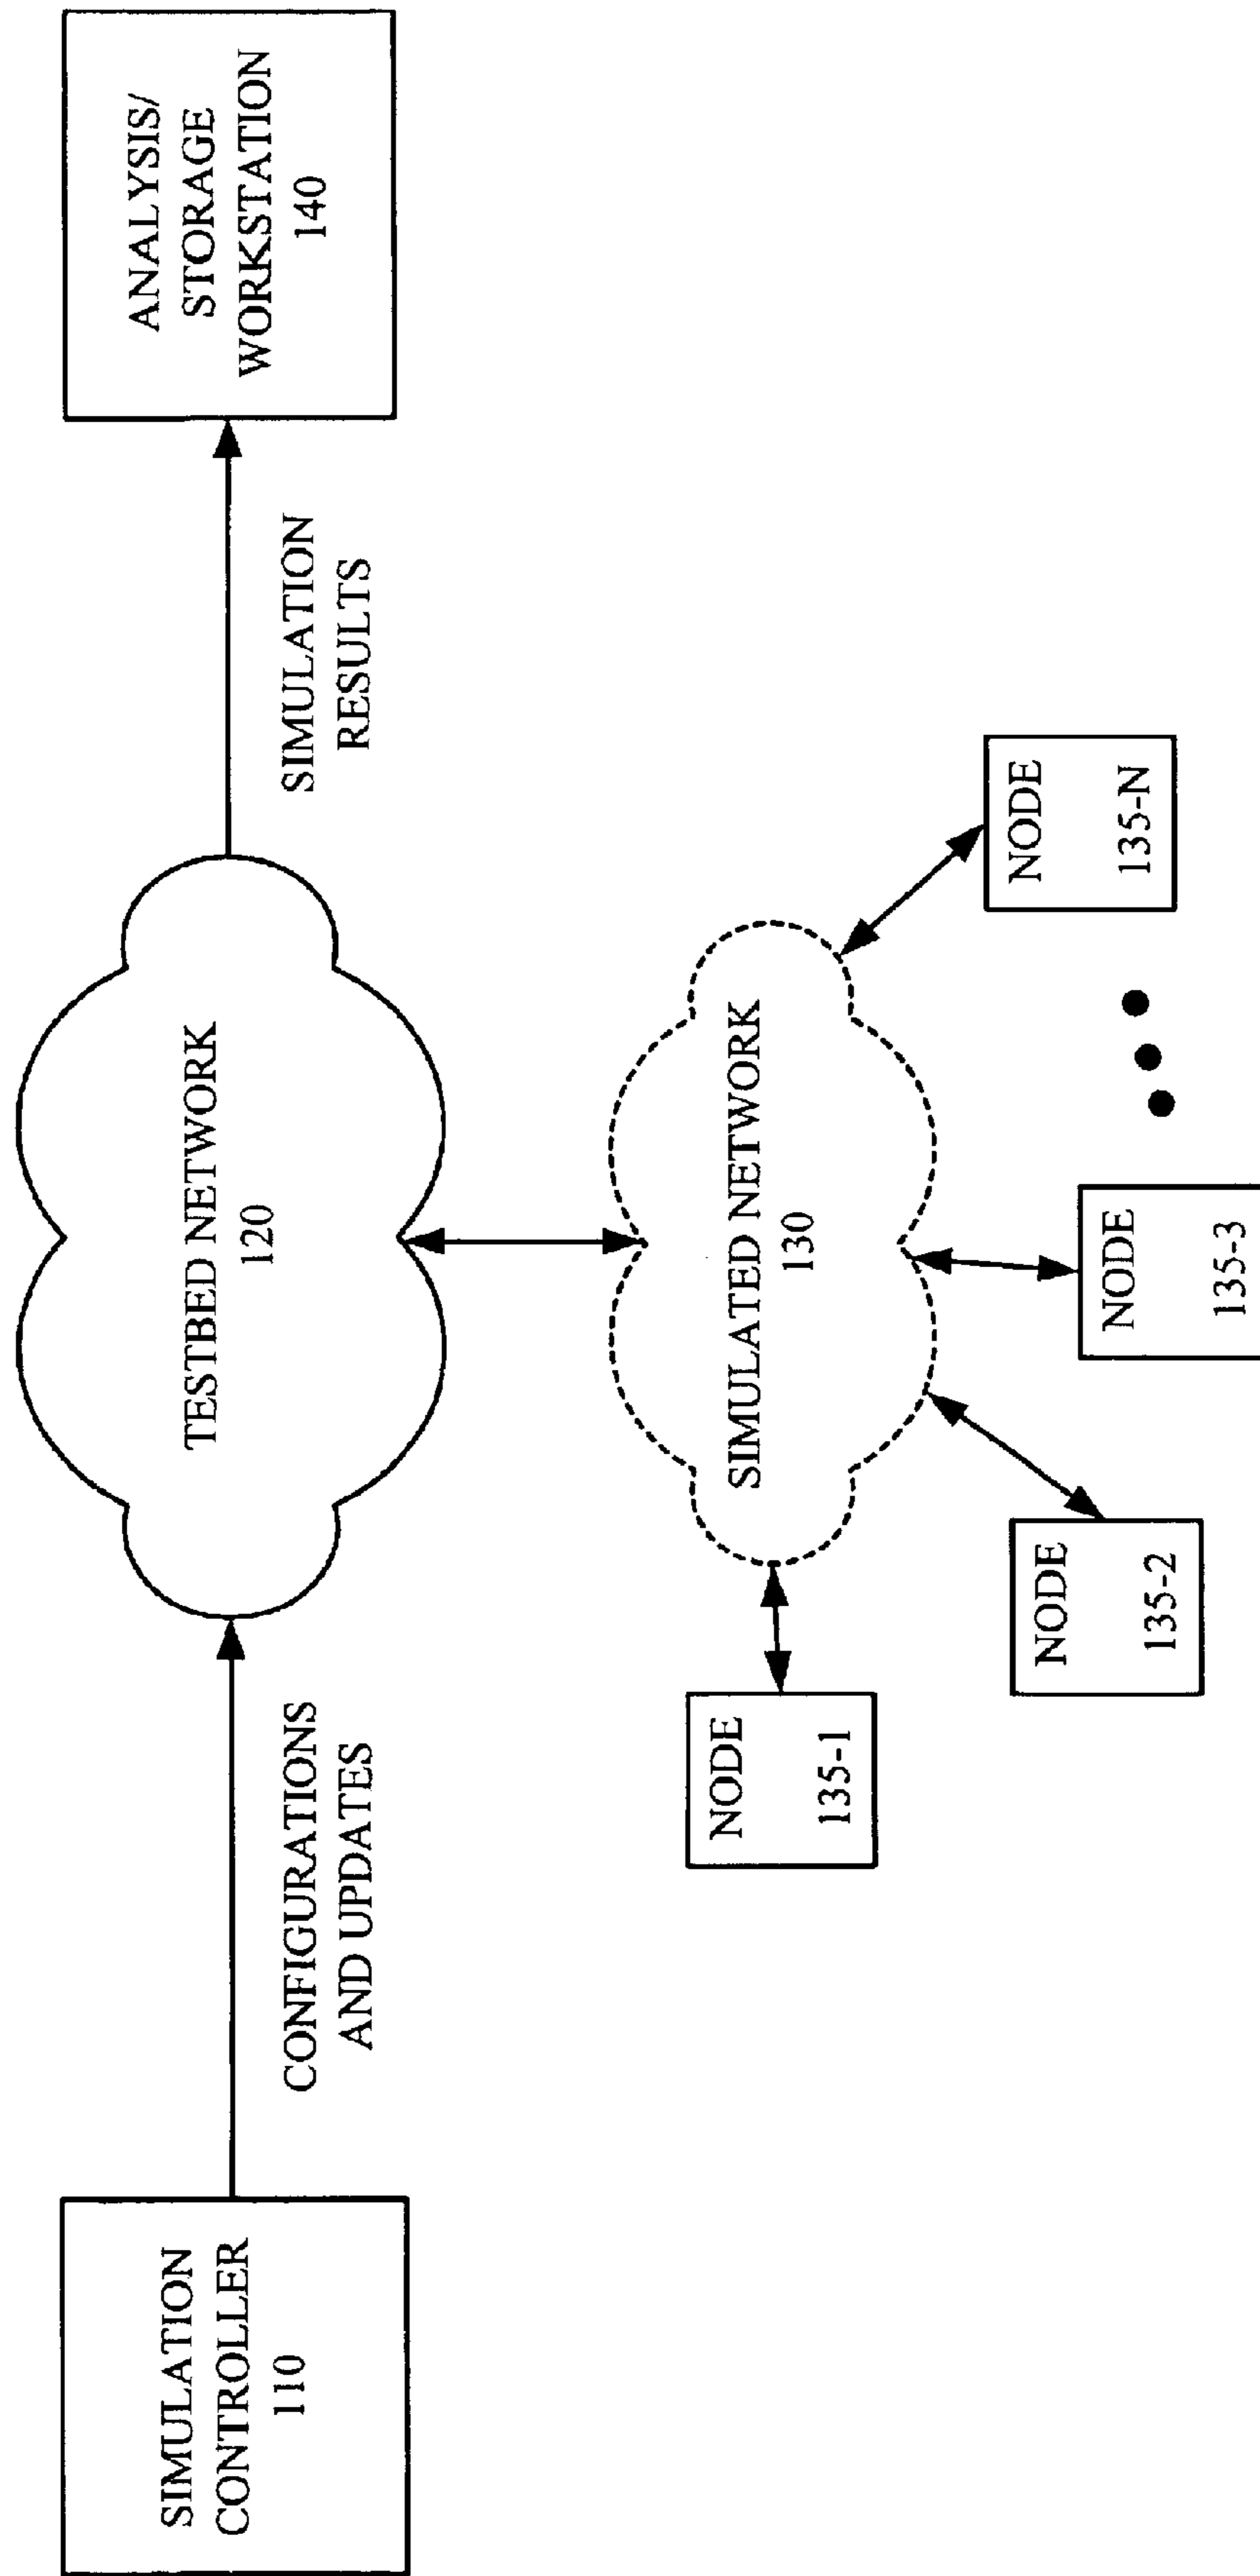 SIMULATION
CONTROLLER
110
CONFIGURATIONS
AND UPDATES
TESTBED NETWORK
120
SIMULATION
RESULTS
ANALYSIS/
STORAGE
WORKSTATION
140
SIMULATED NETWORK
130
NODE
135-1
NODE
135-2
NODE
135-3
NODE
135-N